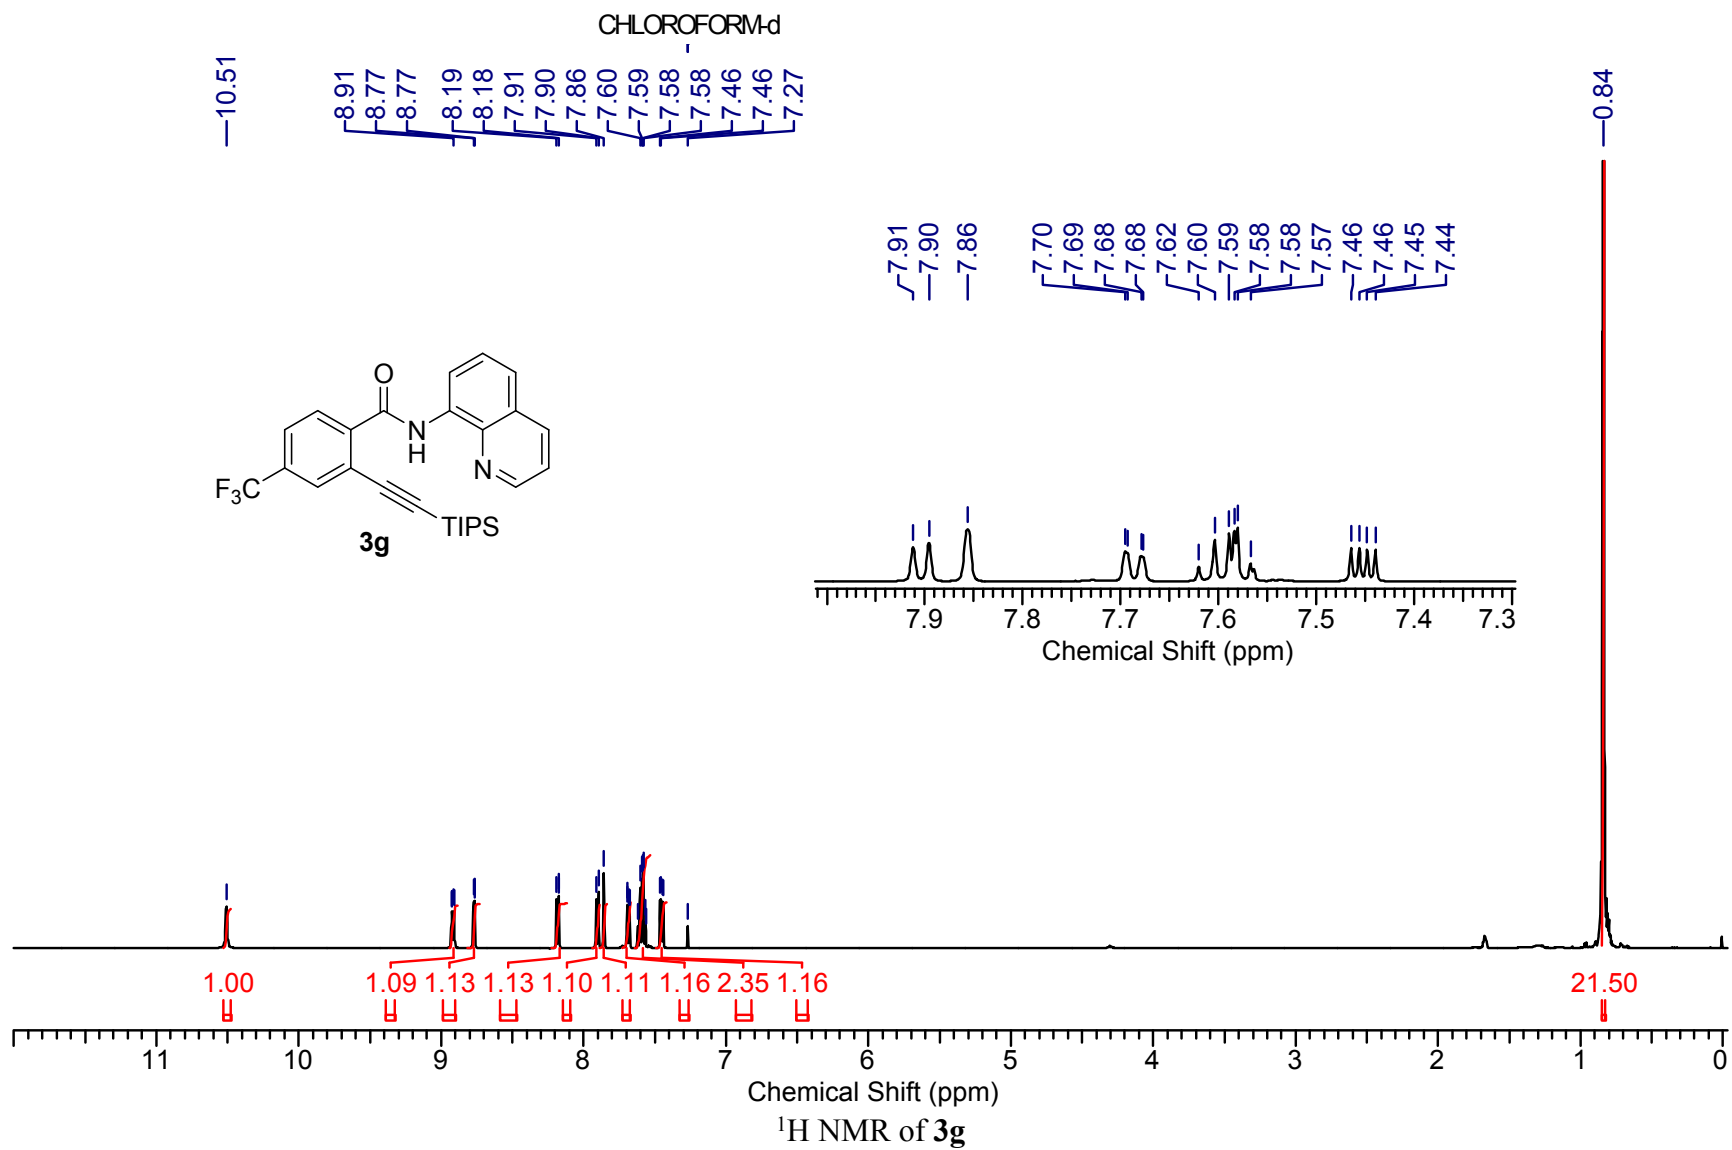 CHLOROFORM-d
10.51
8.91
8.77
8.77
8.19
8.18
7.91
7.90
7.86
7.60
7.59
7.58
7.58
7.46
7.46
7.27
0.84
7.91
7.90
7.86
7.70
7.69
7.68
7.68
7.62
7.60
7.59
7.58
7.58
7.57
7.46
7.46
7.45
7.44
O
N
H
N
F3C
TIPS
3g
7.9 7.8 7.7 7.6 7.5 7.4 7.3
Chemical Shift (ppm)
1.00 1.09 1.13 1.13 1.10 1.11 1.16 2.35 1.16 21.50
11 10 9 8 7 6 5 4 3 2 1 0
Chemical Shift (ppm)
¹H NMR of 3g